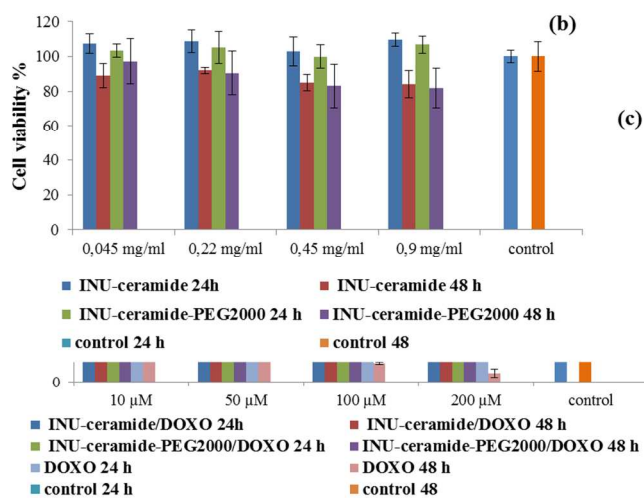 (b)
(c)
Cell viability %
120
100
80
60
40
20
0
0,045 mg/ml 0,22 mg/ml 0,45 mg/ml 0,9 mg/ml control
INU-ceramide 24h INU-ceramide 48 h
INU-ceramide-PEG2000 24 h INU-ceramide-PEG2000 48 h
control 24 h control 48
0
10 µM 50 µM 100 µM 200 µM control
INU-ceramide/DOXO 24h INU-ceramide/DOXO 48 h
INU-ceramide-PEG2000/DOXO 24 h INU-ceramide-PEG2000/DOXO 48 h
DOXO 24 h DOXO 48 h
control 24 h control 48